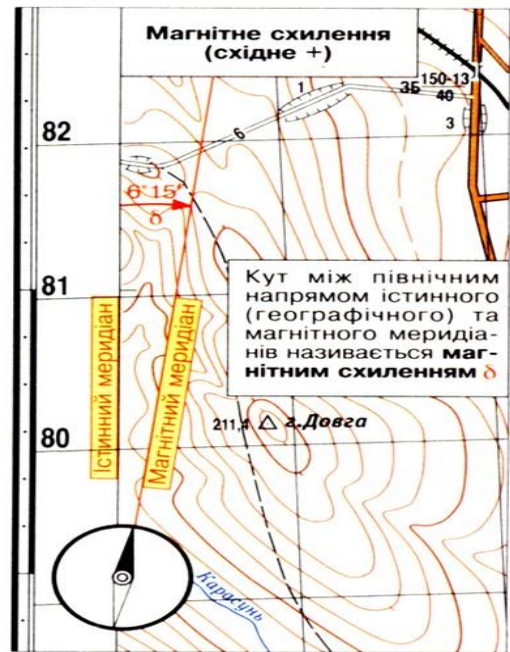 Магнітне схилення
(східне +)
150-13
1
35
40
3
6
82
6°15'
δ
81
Кут між північним
напрямом істинного
(географічного) та
магнітного меридіа-
нів називається маг-
нітним схиленням δ
Істинний меридіан
Магнітний меридіан
211,4 г.Довга
80
Карасунь